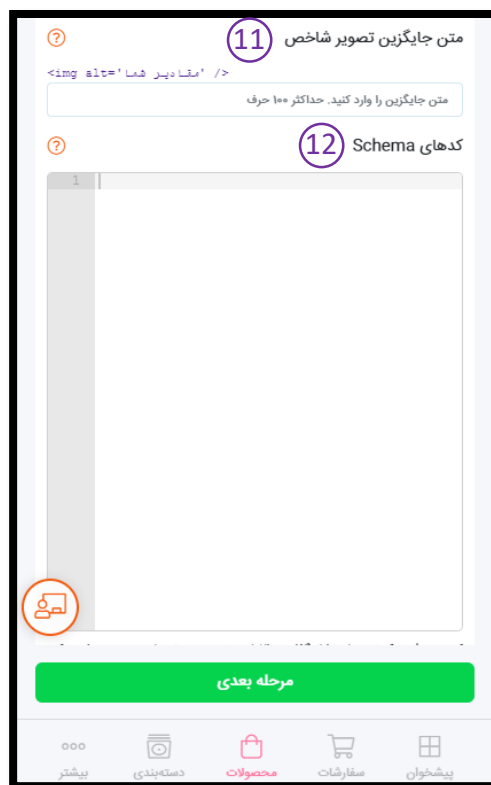 متن جایگزین تصویر شاخص 11
<img alt='مقادیر شما' />
متن جایگزین را وارد کنید. حداکثر ۱۰۰ حرف
کدهای Schema 12
1
مرحله بعدی
پیشخوان
سفارشات
محصولات
دسته‌بندی
بیشتر